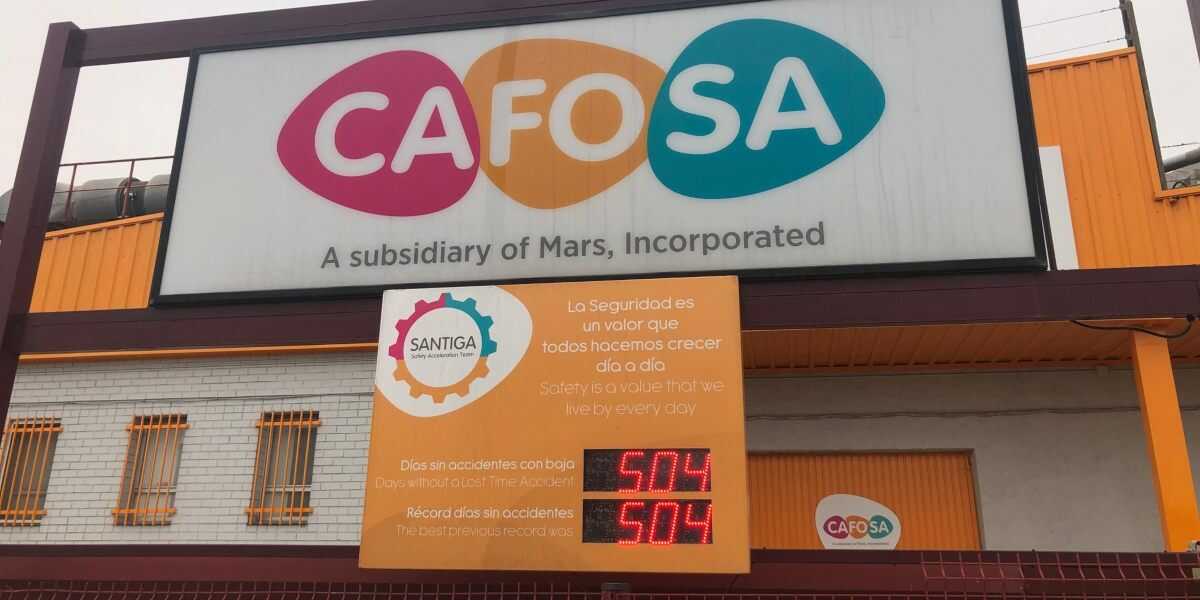 CAFOSA
A subsidiary of Mars, Incorporated
SANTIGA
Safety Acceleration Team
La Seguridad es
un valor que
todos hacemos crecer
día a día
Safety is a value that we
live by every day
Días sin accidentes con baja
Days without a Lost Time Accident
504
Récord días sin accidentes
The best previous record was
504
CAFOSA